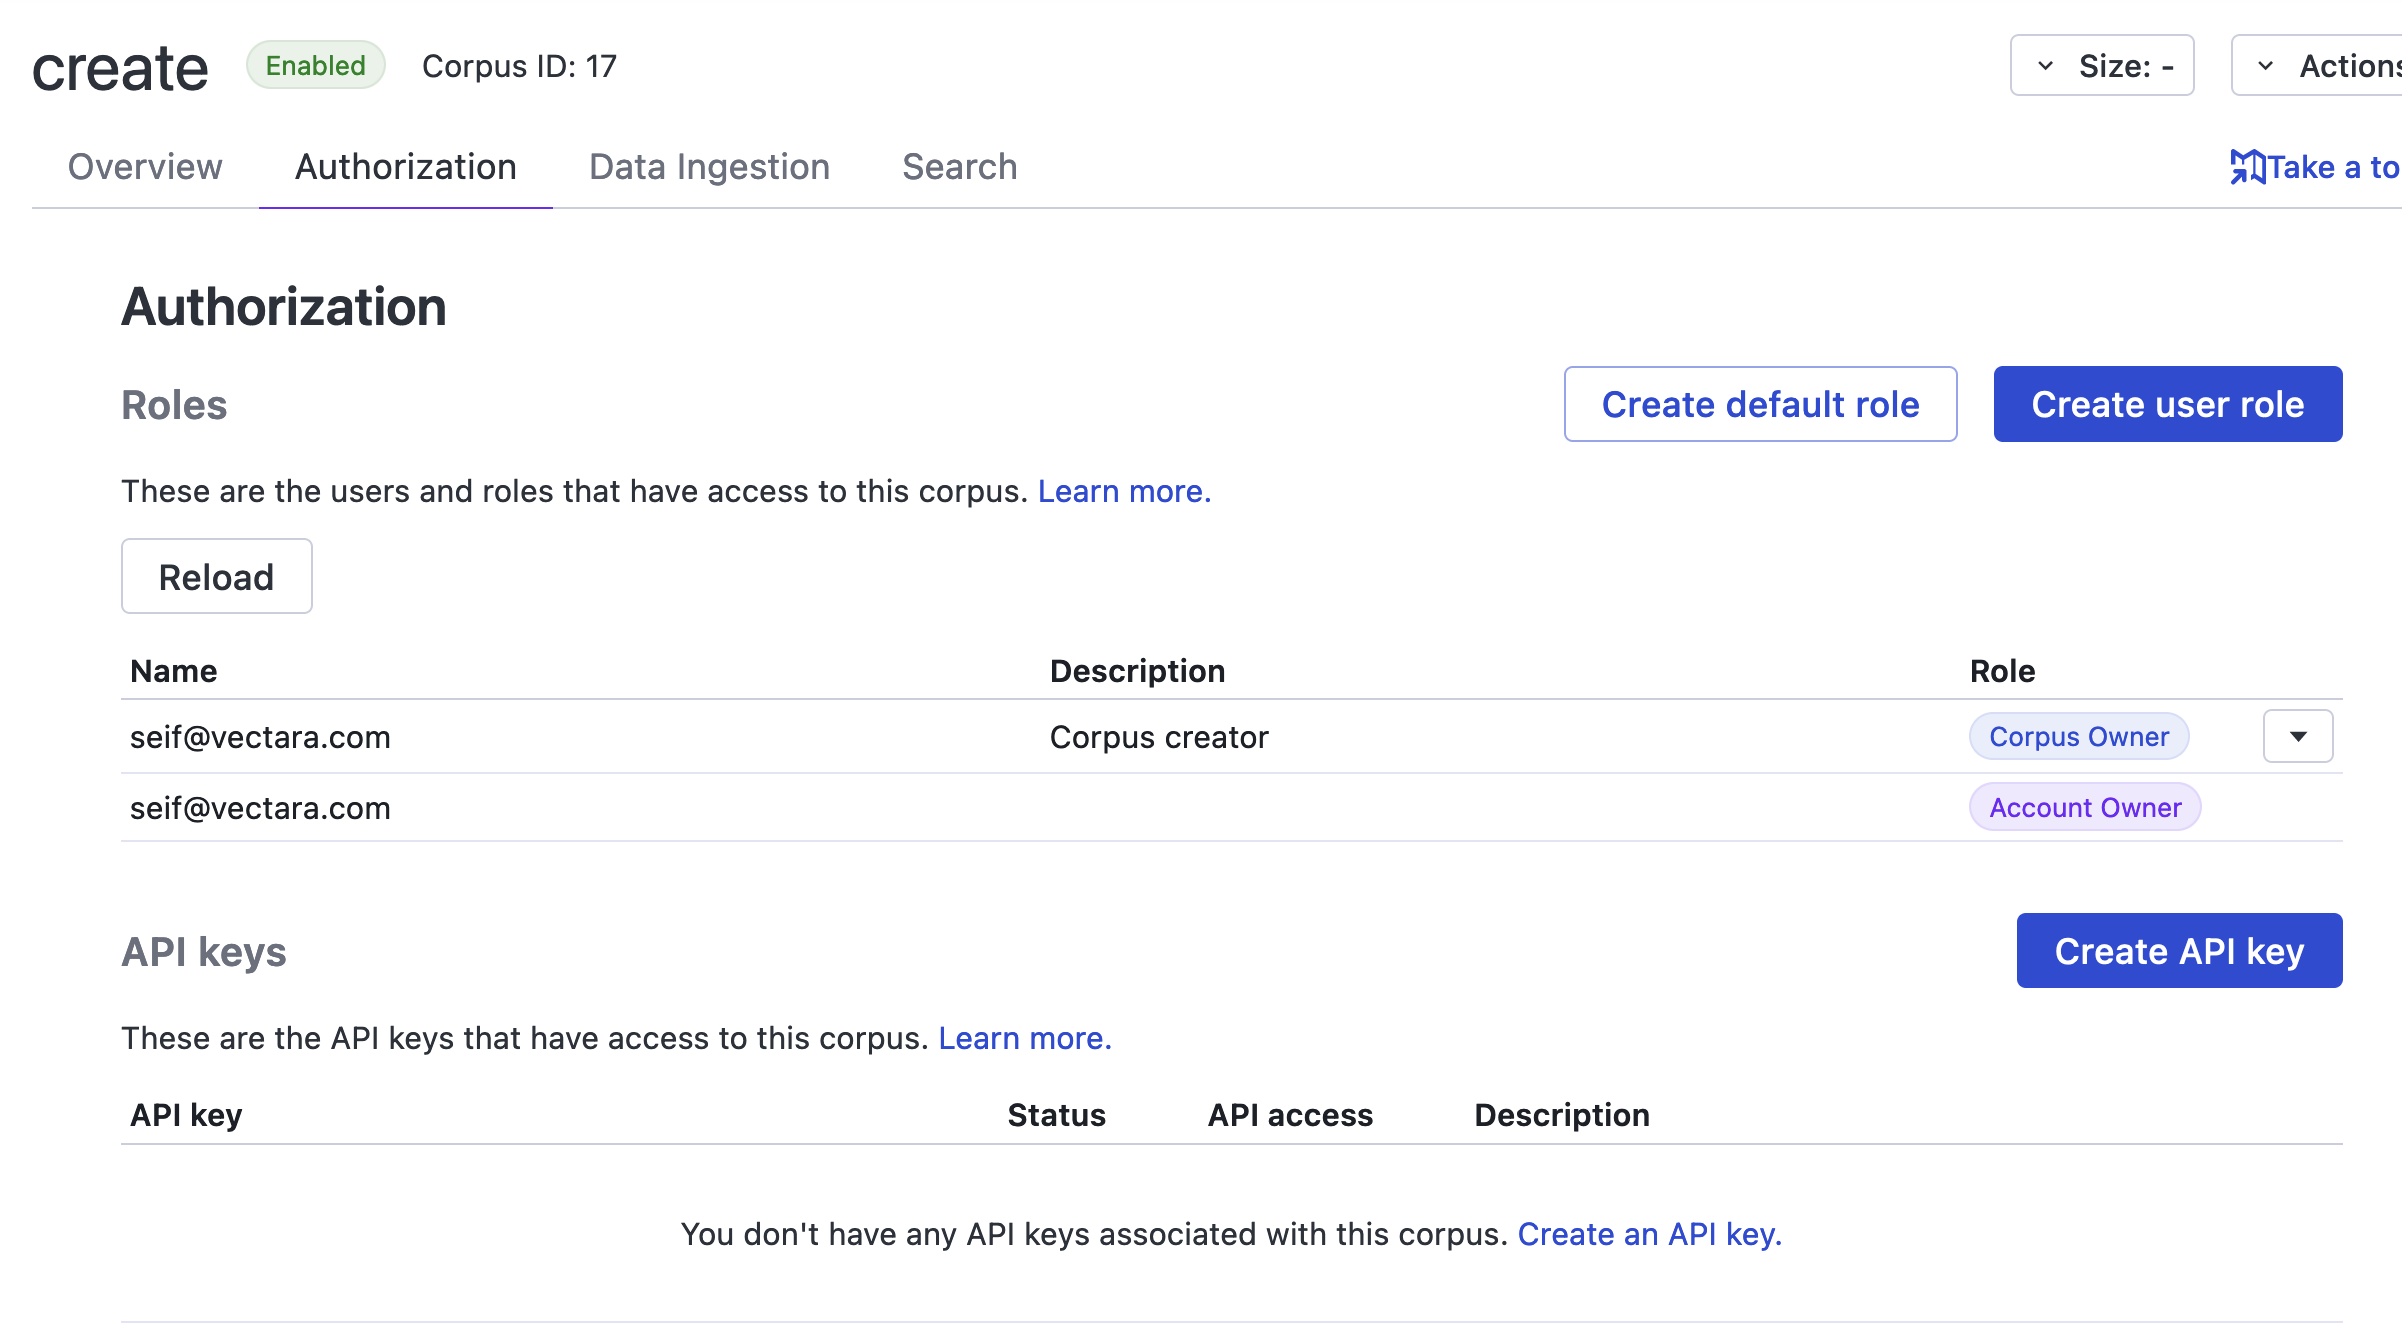 create Enabled Corpus ID: 17 Size: - Actions
Overview Authorization Data Ingestion Search Take a to
Authorization
Roles Create default role Create user role
These are the users and roles that have access to this corpus. Learn more.
Reload
Name Description Role
seif@vectara.com Corpus creator Corpus Owner
seif@vectara.com Account Owner
API keys Create API key
These are the API keys that have access to this corpus. Learn more.
API key Status API access Description
You don't have any API keys associated with this corpus. Create an API key.